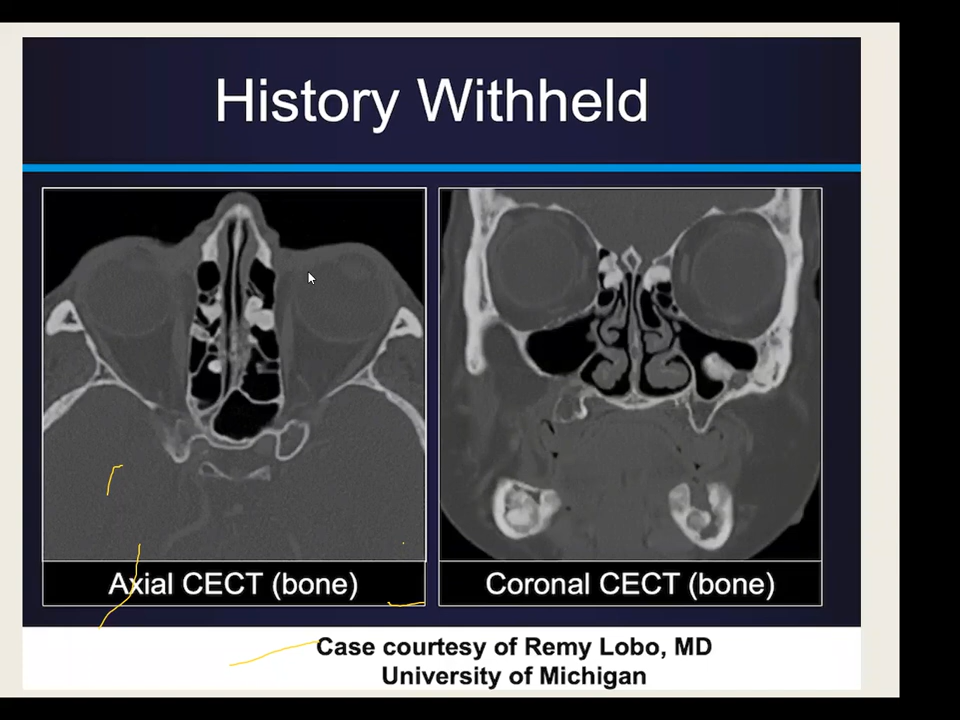 History Withheld
Axial CECT (bone)
Coronal CECT (bone)
Case courtesy of Remy Lobo, MD
University of Michigan